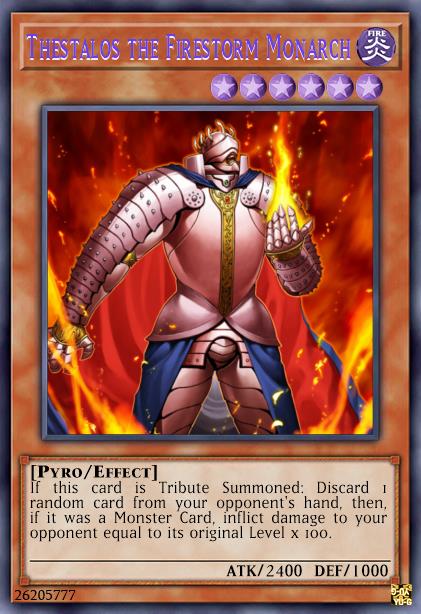 Thestalos the Firestorm Monarch
FIRE
炎
[Pyro/Effect]
If this card is Tribute Summoned: Discard 1
random card from your opponent's hand, then,
if it was a Monster Card, inflict damage to your
opponent equal to its original Level x 100.
ATK/2400 DEF/1000
26205777